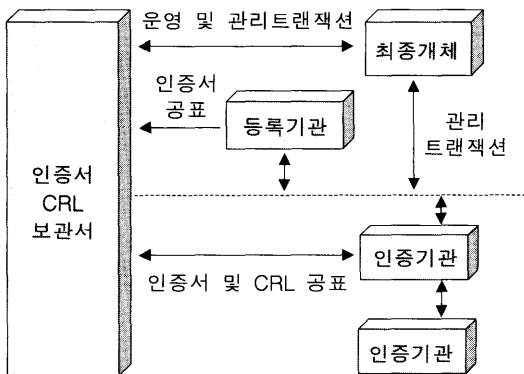 운영 및 관리트랜잭션
최종개체
인증서
공표
등록기관
관리
트랜잭션
인증서
CRL
보관서
인증기관
인증서 및 CRL 공표
인증기관